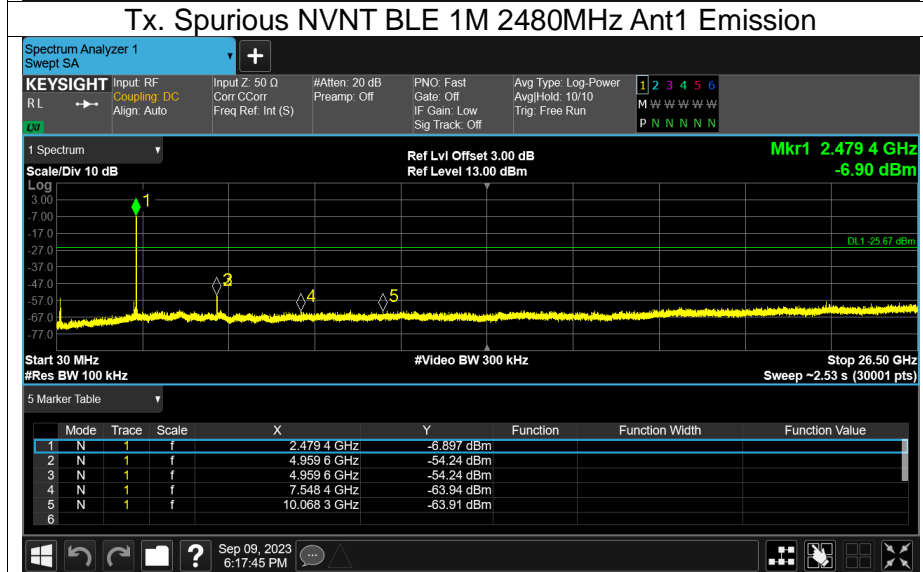 Tx. Spurious NVNT BLE 1M 2480MHz Ant1 Emission
Spectrum Analyzer 1
Swept SA
+
KEYSIGHT
R L
LXI
Input: RF
Coupling: DC
Align: Auto
Input Z: 50 Ω
Corr CCorr
Freq Ref: Int (S)
#Atten: 20 dB
Preamp: Off
PNO: Fast
Gate: Off
IF Gain: Low
Sig Track: Off
Avg Type: Log-Power
Avg|Hold: 10/10
Trig: Free Run
1 2 3 4 5 6
M W W W W W
P N N N N N
1 Spectrum
Scale/Div 10 dB
Ref Lvl Offset 3.00 dB
Ref Level 13.00 dBm
Mkr1 2.479 4 GHz
-6.90 dBm
Log
3.00
-7.00
-17.0
-27.0
-37.0
-47.0
-57.0
-67.0
-77.0
1
3
4
5
DL1 -25.67 dBm
Start 30 MHz
#Video BW 300 kHz
Stop 26.50 GHz
#Res BW 100 kHz
Sweep ~2.53 s (30001 pts)
5 Marker Table
Mode Trace Scale X Y Function Function Width Function Value
1 N 1 f 2.479 4 GHz -6.897 dBm
2 N 1 f 4.959 6 GHz -54.24 dBm
3 N 1 f 4.959 6 GHz -54.24 dBm
4 N 1 f 7.548 4 GHz -63.94 dBm
5 N 1 f 10.068 3 GHz -63.91 dBm
6
?
Sep 09, 2023
6:17:45 PM